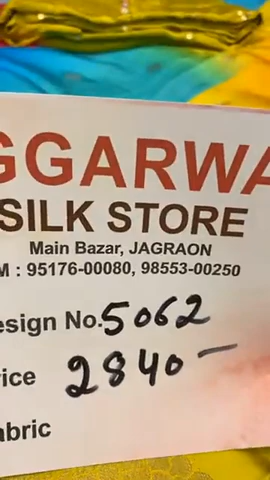 GGARWA
SILK STORE
Main Bazar, JAGRAON
M : 95176-00080, 98553-00250
esign No. 5062
rice 2840-
abric